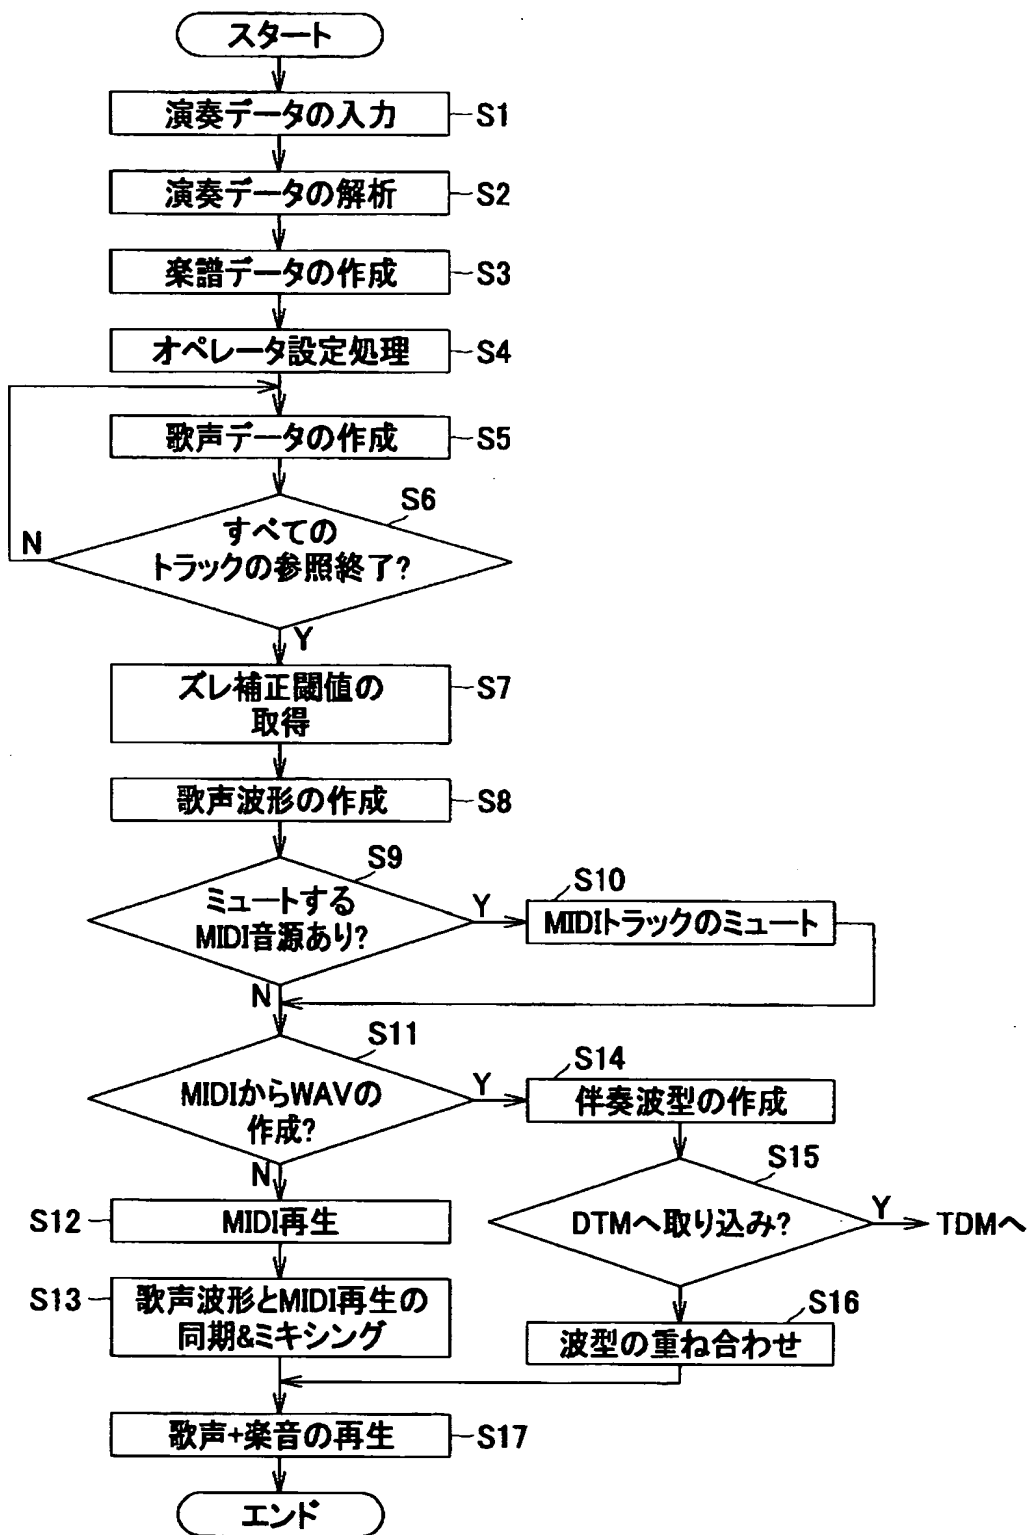 スタート
演奏データの入力 S1
演奏データの解析 S2
楽譜データの作成 S3
オペレータ設定処理 S4
歌声データの作成 S5
S6
すべての
トラックの参照終了?
N
Y
ズレ補正閾値の
取得
S7
歌声波形の作成 S8
S9
ミュートする
MIDI音源あり?
Y
N
S10
MIDIトラックのミュート
S11
MIDIからWAVの
作成?
Y
N
S14
伴奏波型の作成
S15
DTMへ取り込み?
Y
TDMへ
S12 MIDI再生
S13
歌声波形とMIDI再生の
同期&ミキシング
S16
波型の重ね合わせ
歌声+楽音の再生 S17
エンド